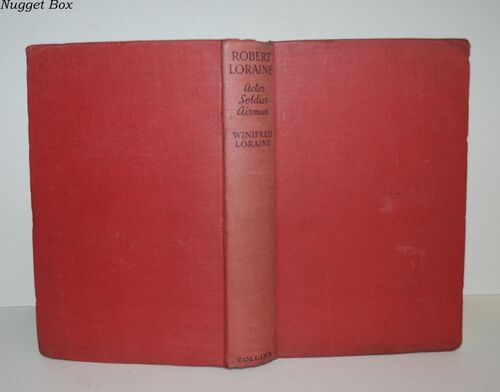 Nugget Box
ROBERT
LORAINE
Actor
Soldier
Airman
WINIFRED
LORAINE
COLLINS